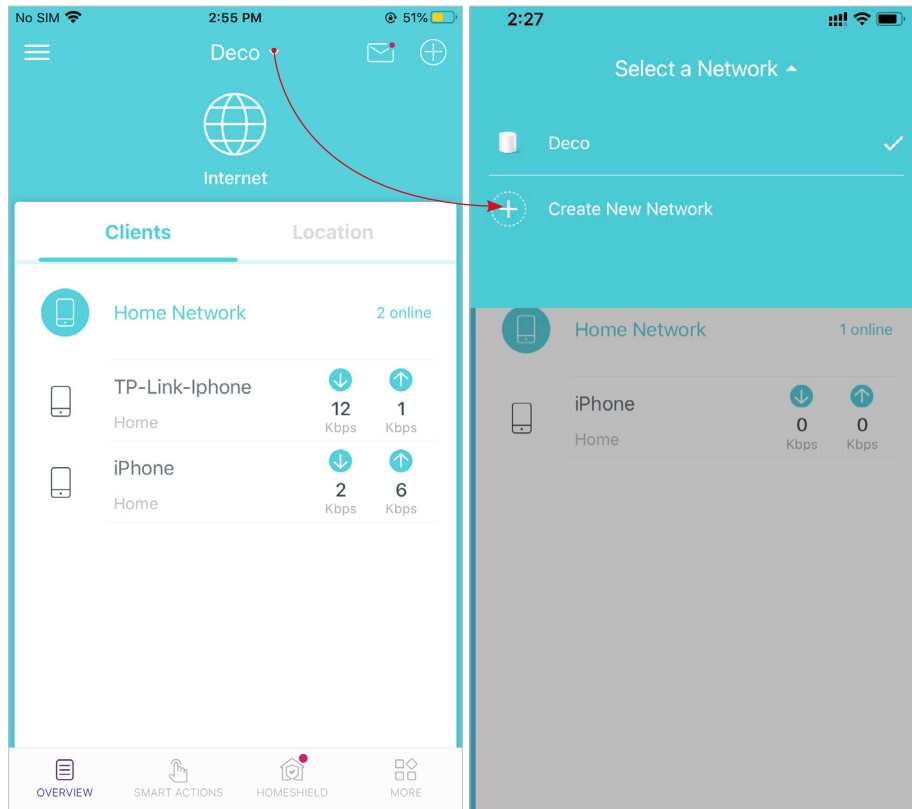 No SIM 2:55 PM 51%
Deco
Internet
Clients Location
Home Network 2 online
TP-Link-Iphone
12 1
Home Kbps Kbps
iPhone
2 6
Home Kbps Kbps
OVERVIEW SMART ACTIONS HOMESHIELD MORE
2:27
Select a Network
Deco
Create New Network
Home Network 1 online
iPhone
0 0
Home Kbps Kbps